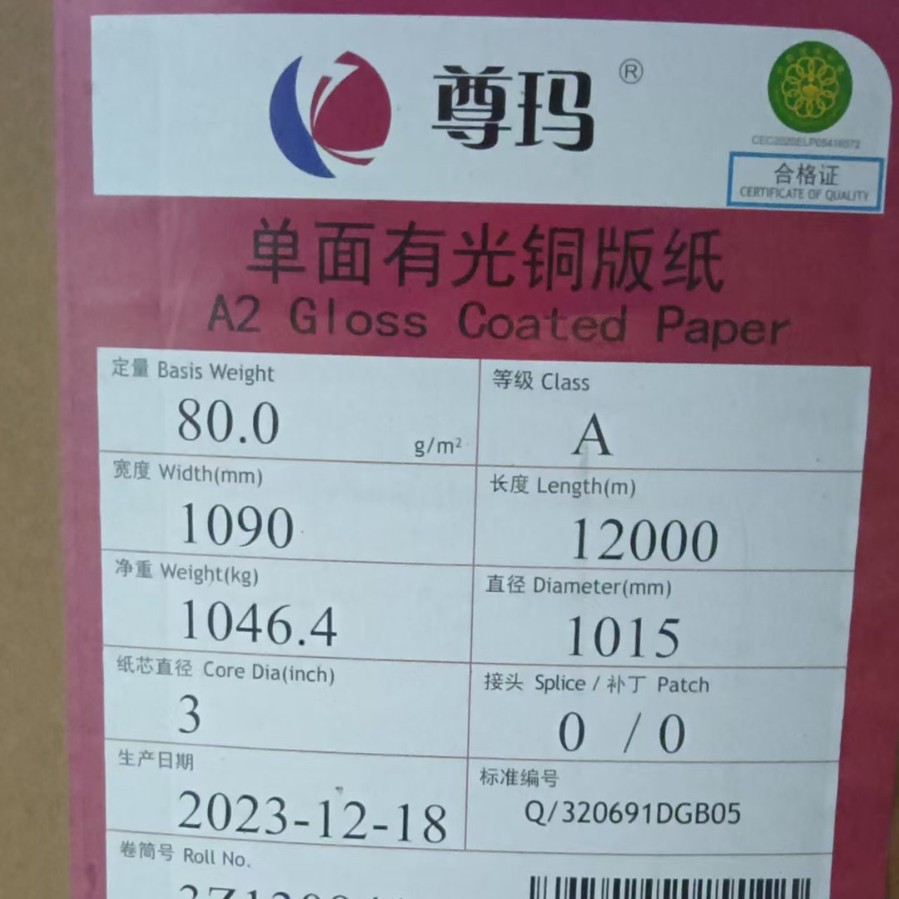 尊玛®
合格证
CERTIFICATE OF QUALITY
单面有光铜版纸
A2 Gloss Coated Paper
定量 Basis Weight
80.0 g/m²
等级 Class
A
宽度 Width(mm)
1090
长度 Length(m)
12000
净重 Weight(kg)
1046.4
直径 Diameter(mm)
1015
纸芯直径 Core Dia(inch)
3
接头 Splice / 补丁 Patch
0 / 0
生产日期
2023-12-18
标准编号
Q/320691DGB05
卷筒号 Roll No.